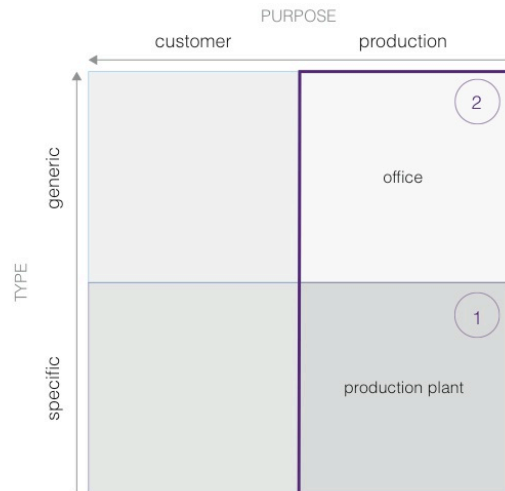 PURPOSE
customer production
2
generic
office
TYPE
1
specific
production plant